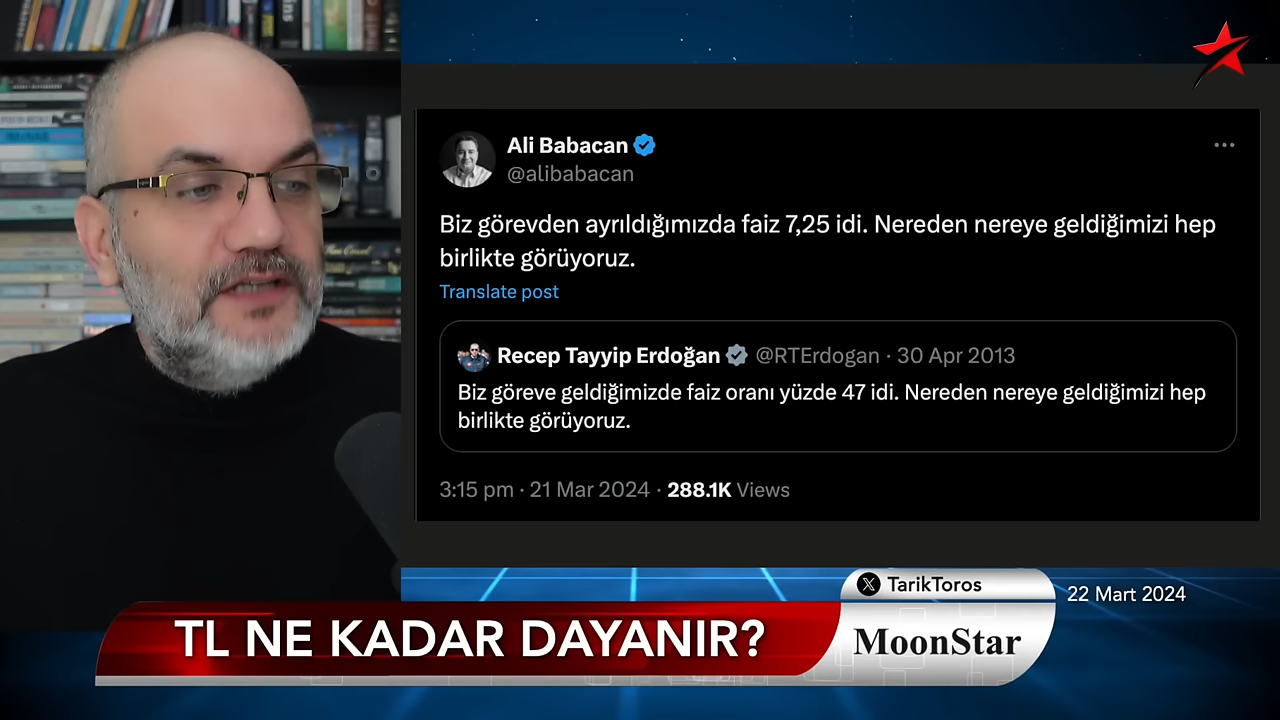 Ali Babacan
@alibabacan
Biz görevden ayrıldığımızda faiz 7,25 idi. Nereden nereye geldiğimizi hep
birlikte görüyoruz.
Translate post
Recep Tayyip Erdoğan @RTErdogan · 30 Apr 2013
Biz göreve geldiğimizde faiz oranı yüzde 47 idi. Nereden nereye geldiğimizi hep
birlikte görüyoruz.
3:15 pm · 21 Mar 2024 · 288.1K Views
TarikToros
22 Mart 2024
TL NE KADAR DAYANIR?
MoonStar